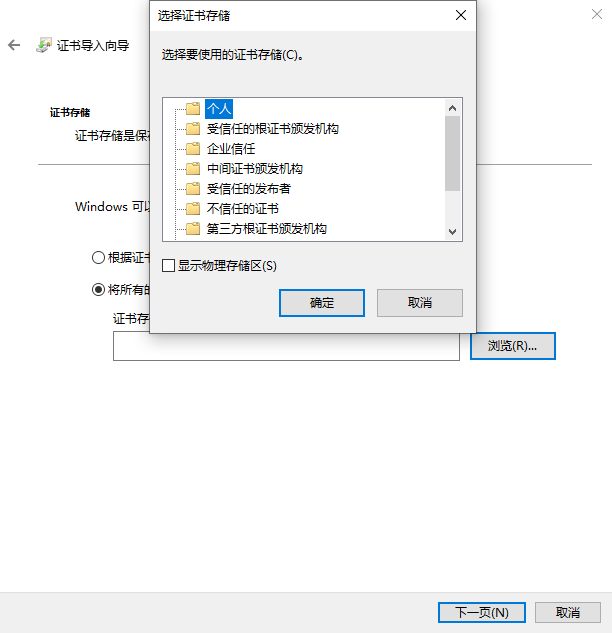 选择证书存储
证书导入向导
选择要使用的证书存储(C)。
个人
受信任的根证书颁发机构
企业信任
中间证书颁发机构
受信任的发布者
不信任的证书
第三方根证书颁发机构
显示物理存储区(S)
确定
取消
证书存储
证书存储是保
Windows 可
根据证
将所有的
证书存
浏览(R)...
下一页(N)
取消